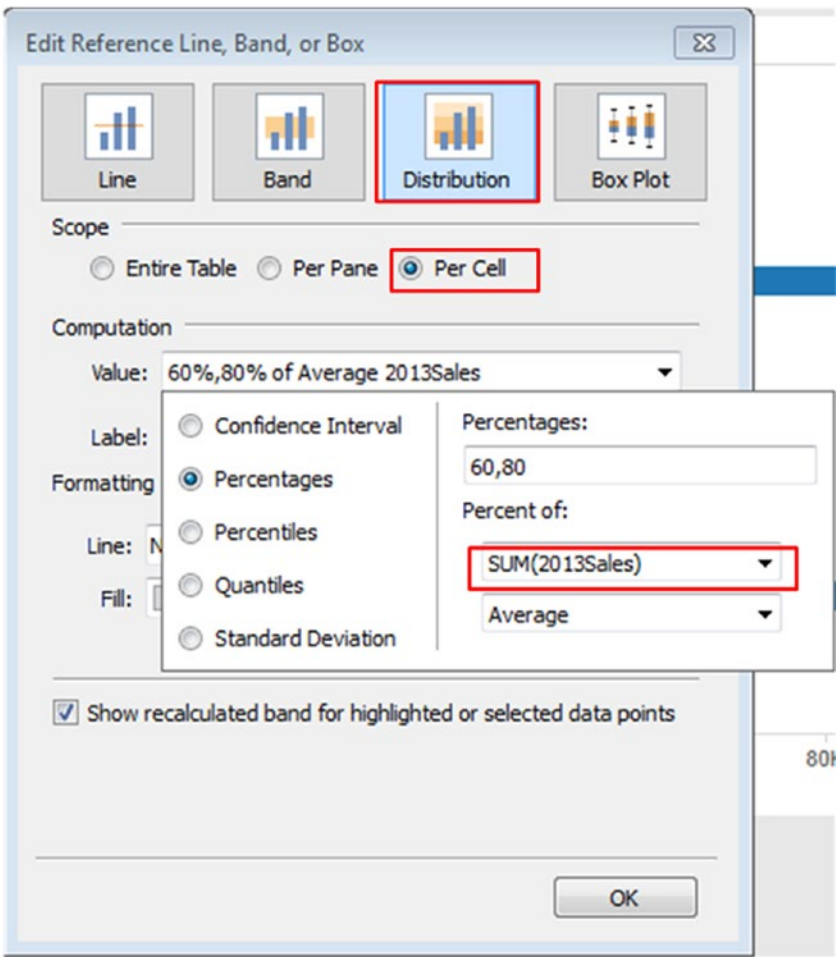 Edit Reference Line, Band, or Box
Line Band Distribution Box Plot
Scope
Entire Table Per Pane Per Cell
Computation
Value: 60%,80% of Average 2013Sales
Label:
Formatting
Line: N
Fill:
Confidence Interval
Percentages
Percentiles
Quantiles
Standard Deviation
Percentages:
60,80
Percent of:
SUM(2013Sales)
Average
Show recalculated band for highlighted or selected data points
80K
OK